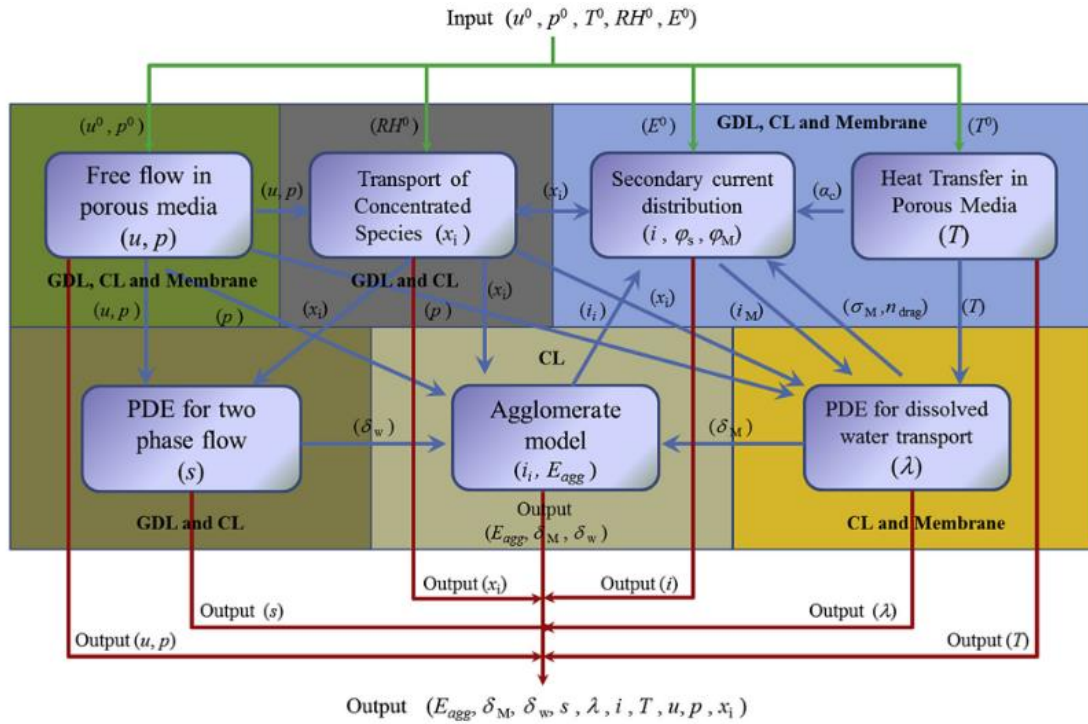 Input (u⁰, p⁰, T⁰, RH⁰, E⁰)
(u⁰, p⁰)
(RH⁰)
(E⁰)
GDL, CL and Membrane
(T⁰)
Free flow in
porous media
(u, p)
(u, p)
Transport of
Concentrated
Species (xᵢ)
(xᵢ)
Secondary current
distribution
(i, φₛ, φ_M)
(α_c)
Heat Transfer in
Porous Media
(T)
GDL, CL and Membrane
GDL and CL
(u, p)
(p)
(xᵢ)
(p)
(xᵢ)
(iᵢ)
(xᵢ)
(i_M)
(σ_M, n_drag)
(T)
CL
PDE for two
phase flow
(s)
(δ_w)
Agglomerate
model
(iᵢ, E_agg)
(δ_M)
PDE for dissolved
water transport
(λ)
GDL and CL
Output
(E_agg, δ_M, δ_w)
CL and Membrane
Output (xᵢ)
Output (i)
Output (s)
Output (λ)
Output (u, p)
Output (T)
Output (E_agg, δ_M, δ_w, s, λ, i, T, u, p, xᵢ)